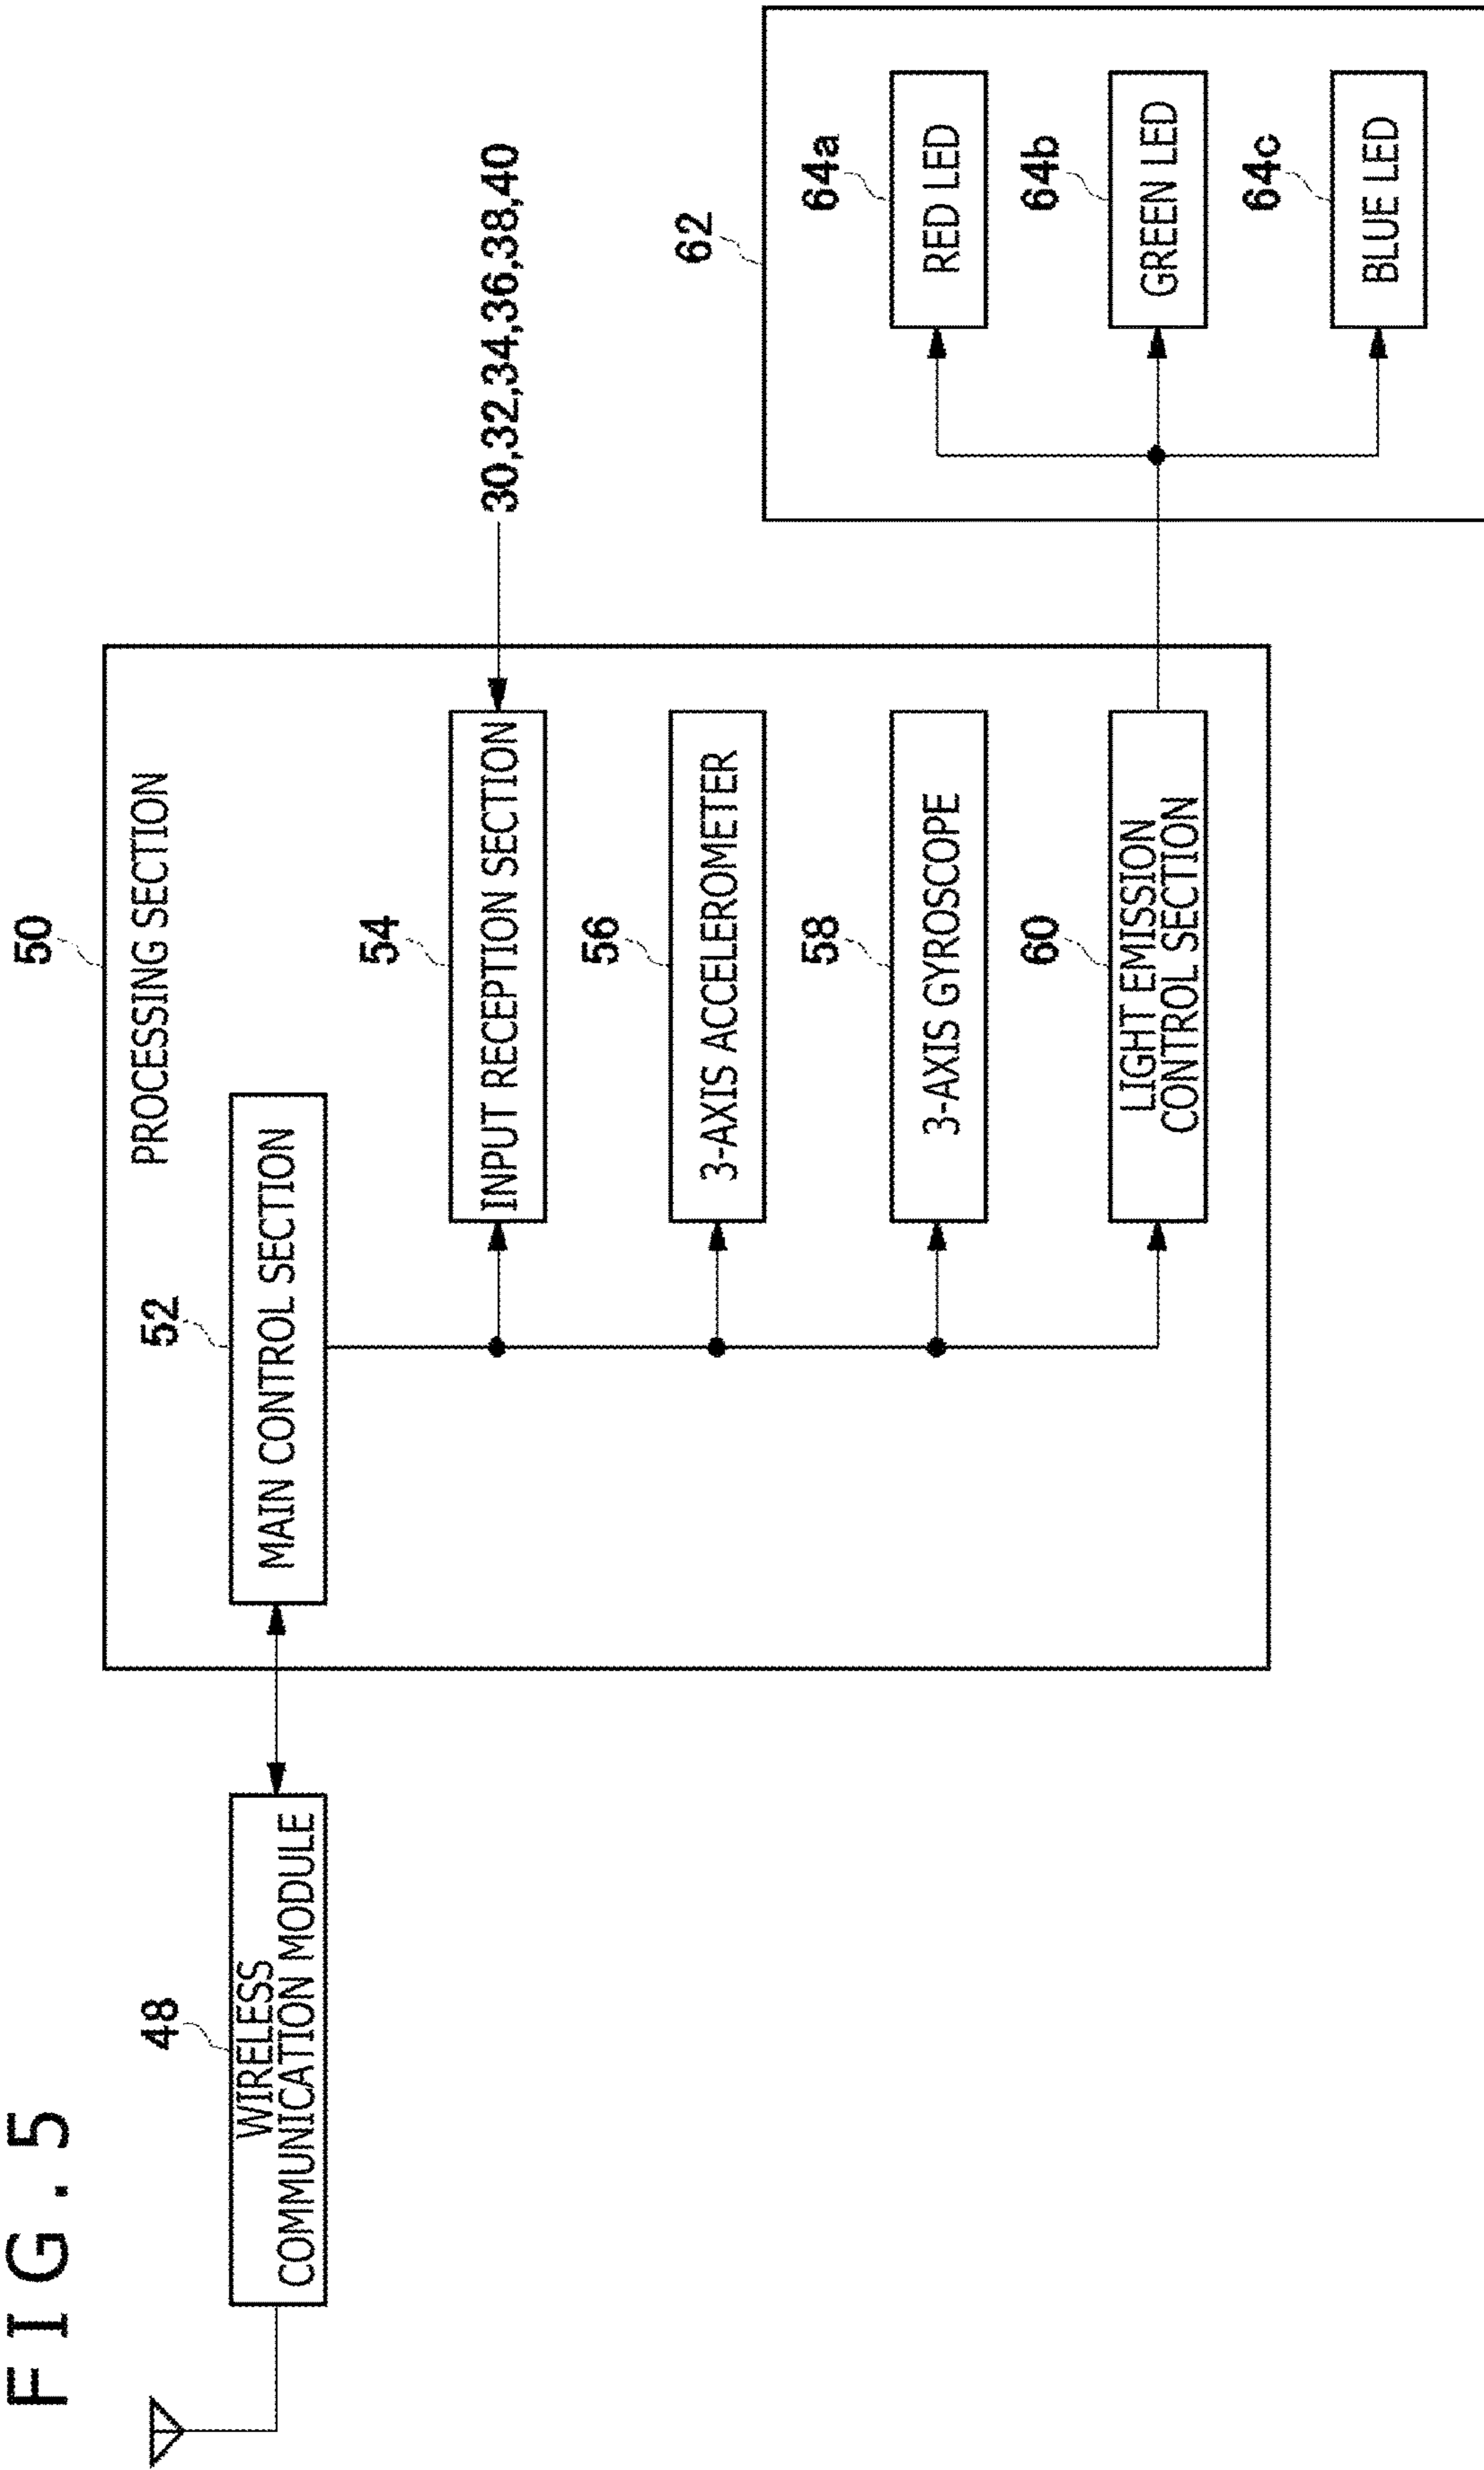 FIG. 5
50
PROCESSING SECTION
48
WIRELESS
COMMUNICATION MODULE
52
MAIN CONTROL SECTION
54
INPUT RECEPTION SECTION
30,32,34,36,38,40
56
3-AXIS ACCELEROMETER
58
3-AXIS GYROSCOPE
60
LIGHT EMISSION
CONTROL SECTION
62
64a
RED LED
64b
GREEN LED
64c
BLUE LED